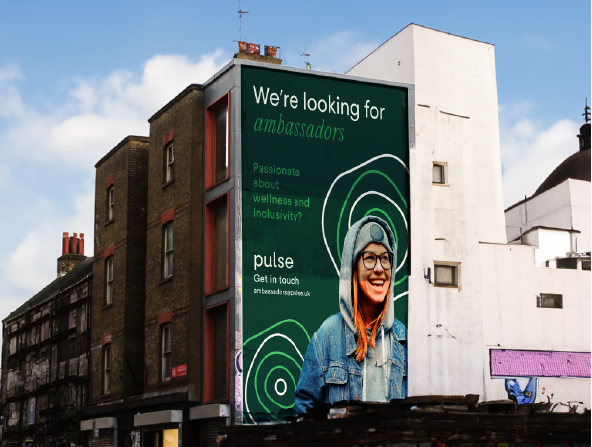 We're looking for
ambassadors
Passionate
about
wellness and
inclusivity?
pulse
Get in touch
ambassadors@pulse.uk